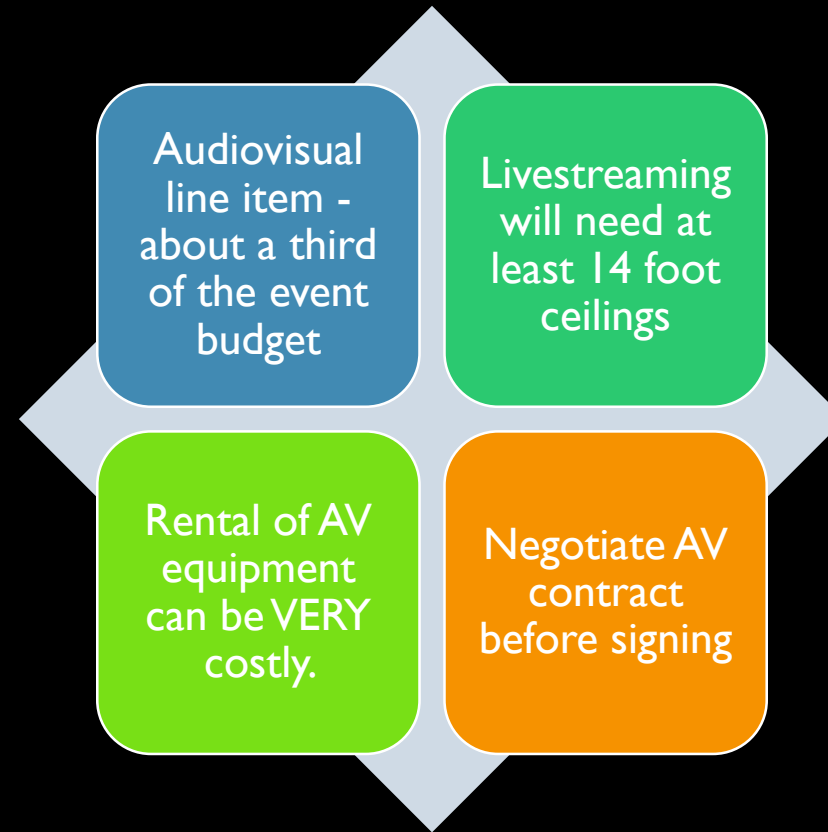 Audiovisual
line item -
about a third
of the event
budget
Livestreaming
will need at
least 14 foot
ceilings
Rental of AV
equipment
can be VERY
costly.
Negotiate AV
contract
before signing